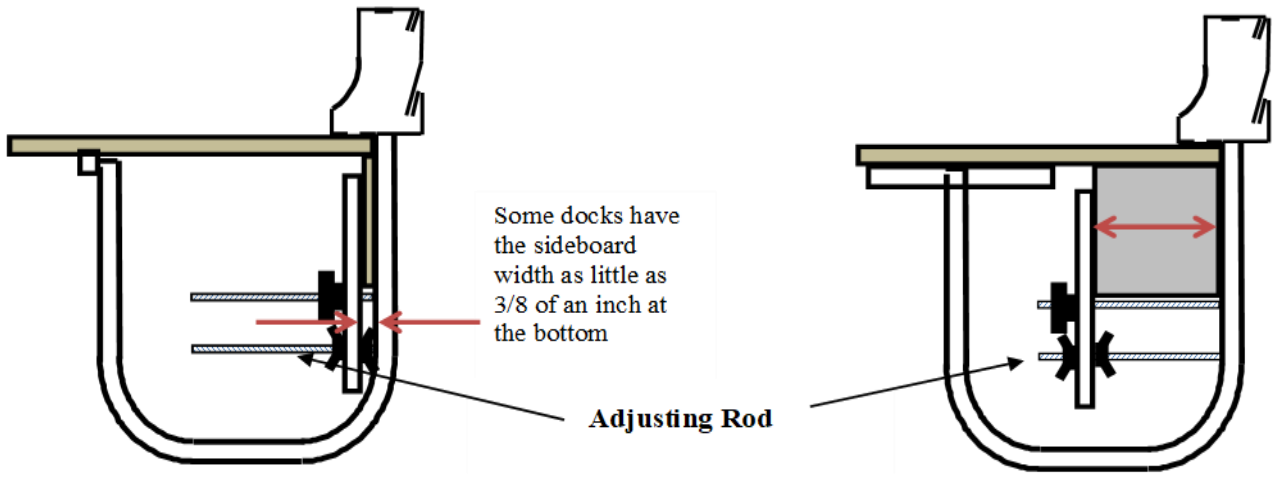 Some docks have
the sideboard
width as little as
3/8 of an inch at
the bottom
Adjusting Rod